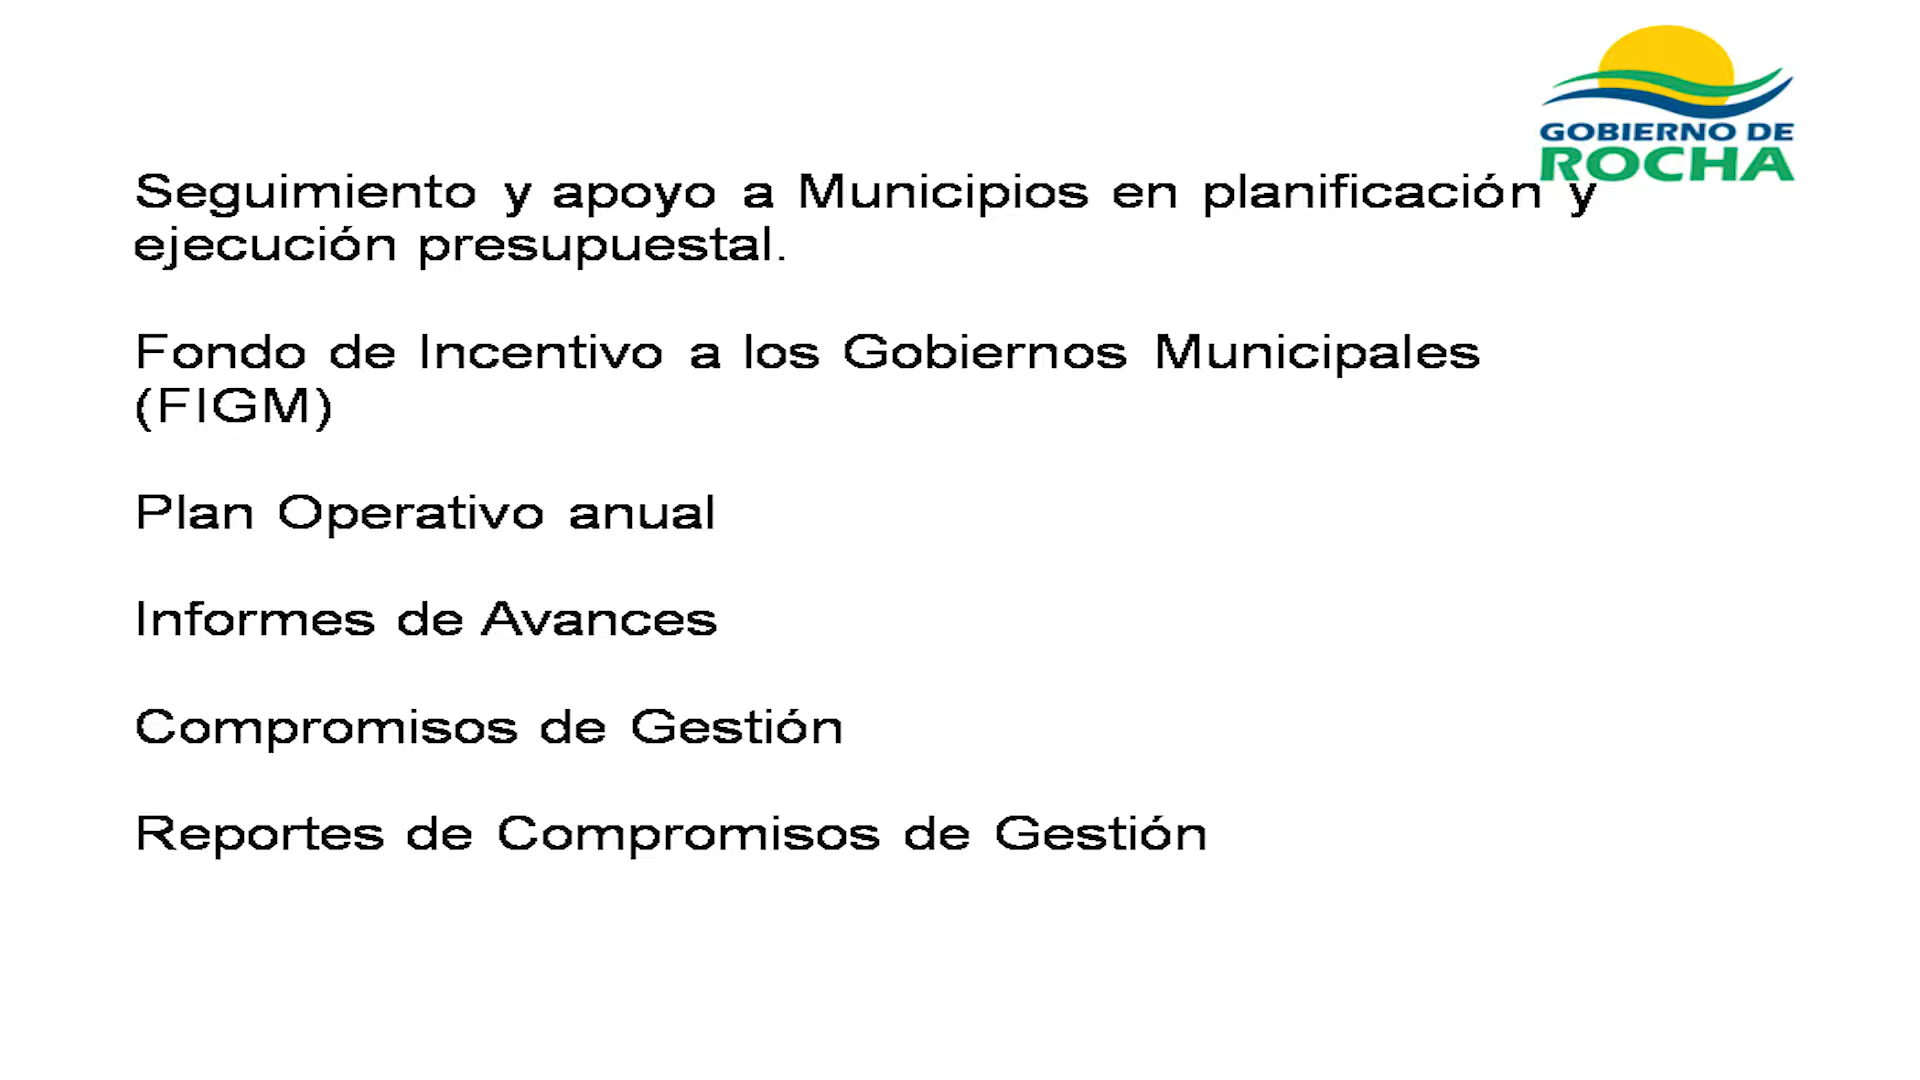 GOBIERNO DE
ROCHA
Seguimiento y apoyo a Municipios en planificación y
ejecución presupuestal.
Fondo de Incentivo a los Gobiernos Municipales
(FIGM)
Plan Operativo anual
Informes de Avances
Compromisos de Gestión
Reportes de Compromisos de Gestión